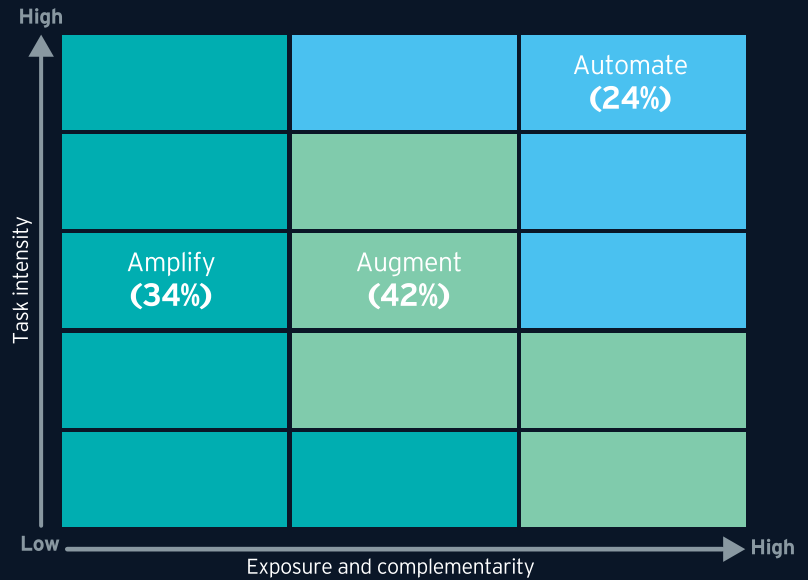 High
Automate
(24%)
Task intensity
Amplify
(34%)
Augment
(42%)
Low
High
Exposure and complementarity